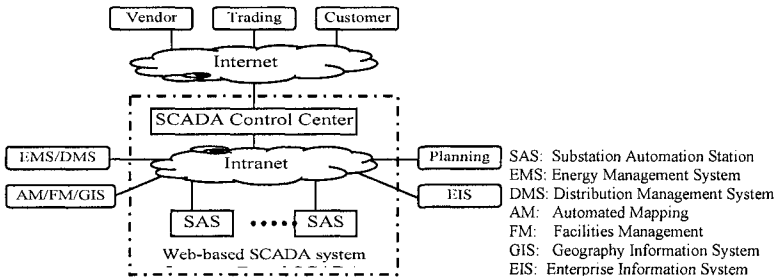 Vendor
Trading
Customer
Internet
SCADA Control Center
EMS/DMS
Intranet
Planning
AM/FM/GIS
EIS
SAS
SAS
Web-based SCADA system
SAS: Substation Automation Station
EMS: Energy Management System
DMS: Distribution Management System
AM: Automated Mapping
FM: Facilities Management
GIS: Geography Information System
EIS: Enterprise Information System